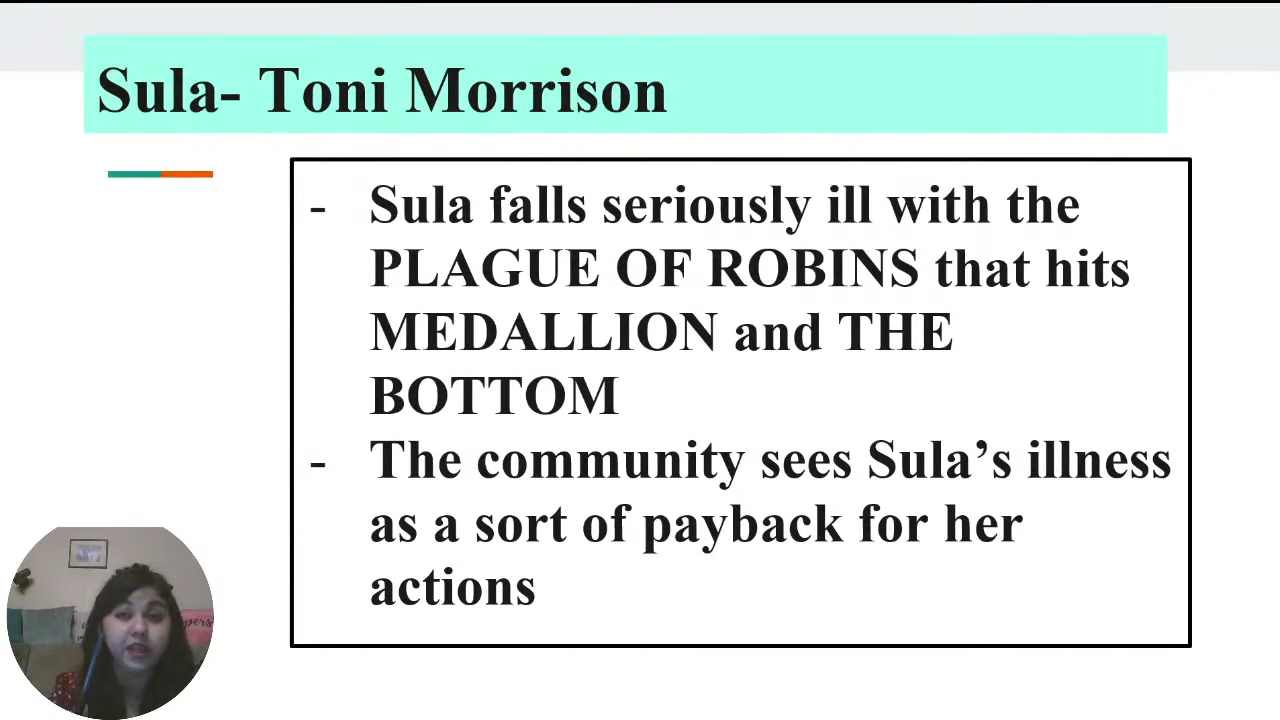 Sula- Toni Morrison
- Sula falls seriously ill with the
PLAGUE OF ROBINS that hits
MEDALLION and THE
BOTTOM
- The community sees Sula’s illness
as a sort of payback for her
actions